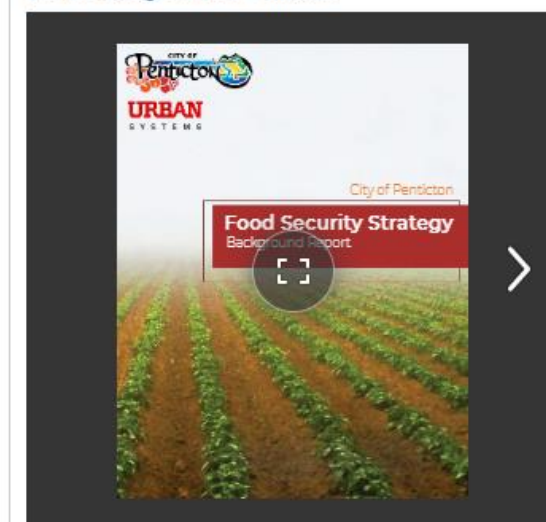 CITY OF
Penticton
URBAN
SYSTEMS
City of Penticton
Food Security Strategy
Background Report